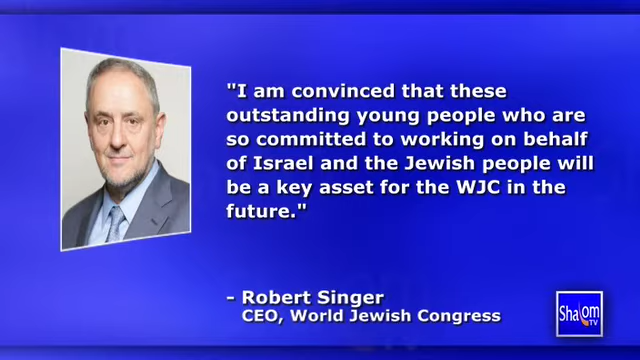 "I am convinced that these
outstanding young people who are
so committed to working on behalf
of Israel and the Jewish people will
be a key asset for the WJC in the
future."
- Robert Singer
CEO, World Jewish Congress
Shalom
TV